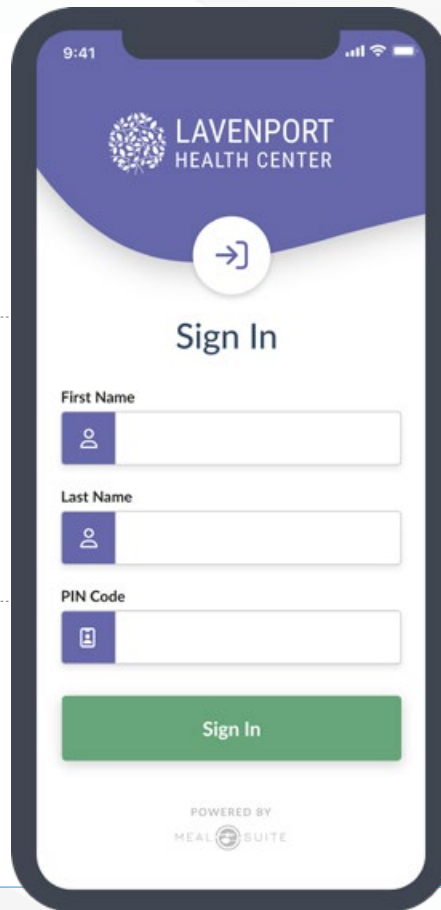 9:41
LAVENPORT
HEALTH CENTER
Sign In
First Name
Last Name
PIN Code
Sign In
POWERED BY
MEAL SUITE